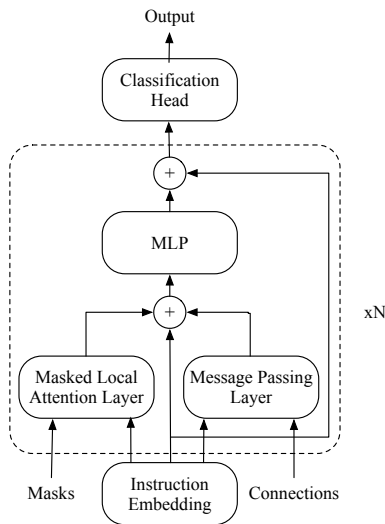 Output
Classification
Head
+
MLP
+
xN
Masked Local
Attention Layer
Message Passing
Layer
Masks
Instruction
Embedding
Connections